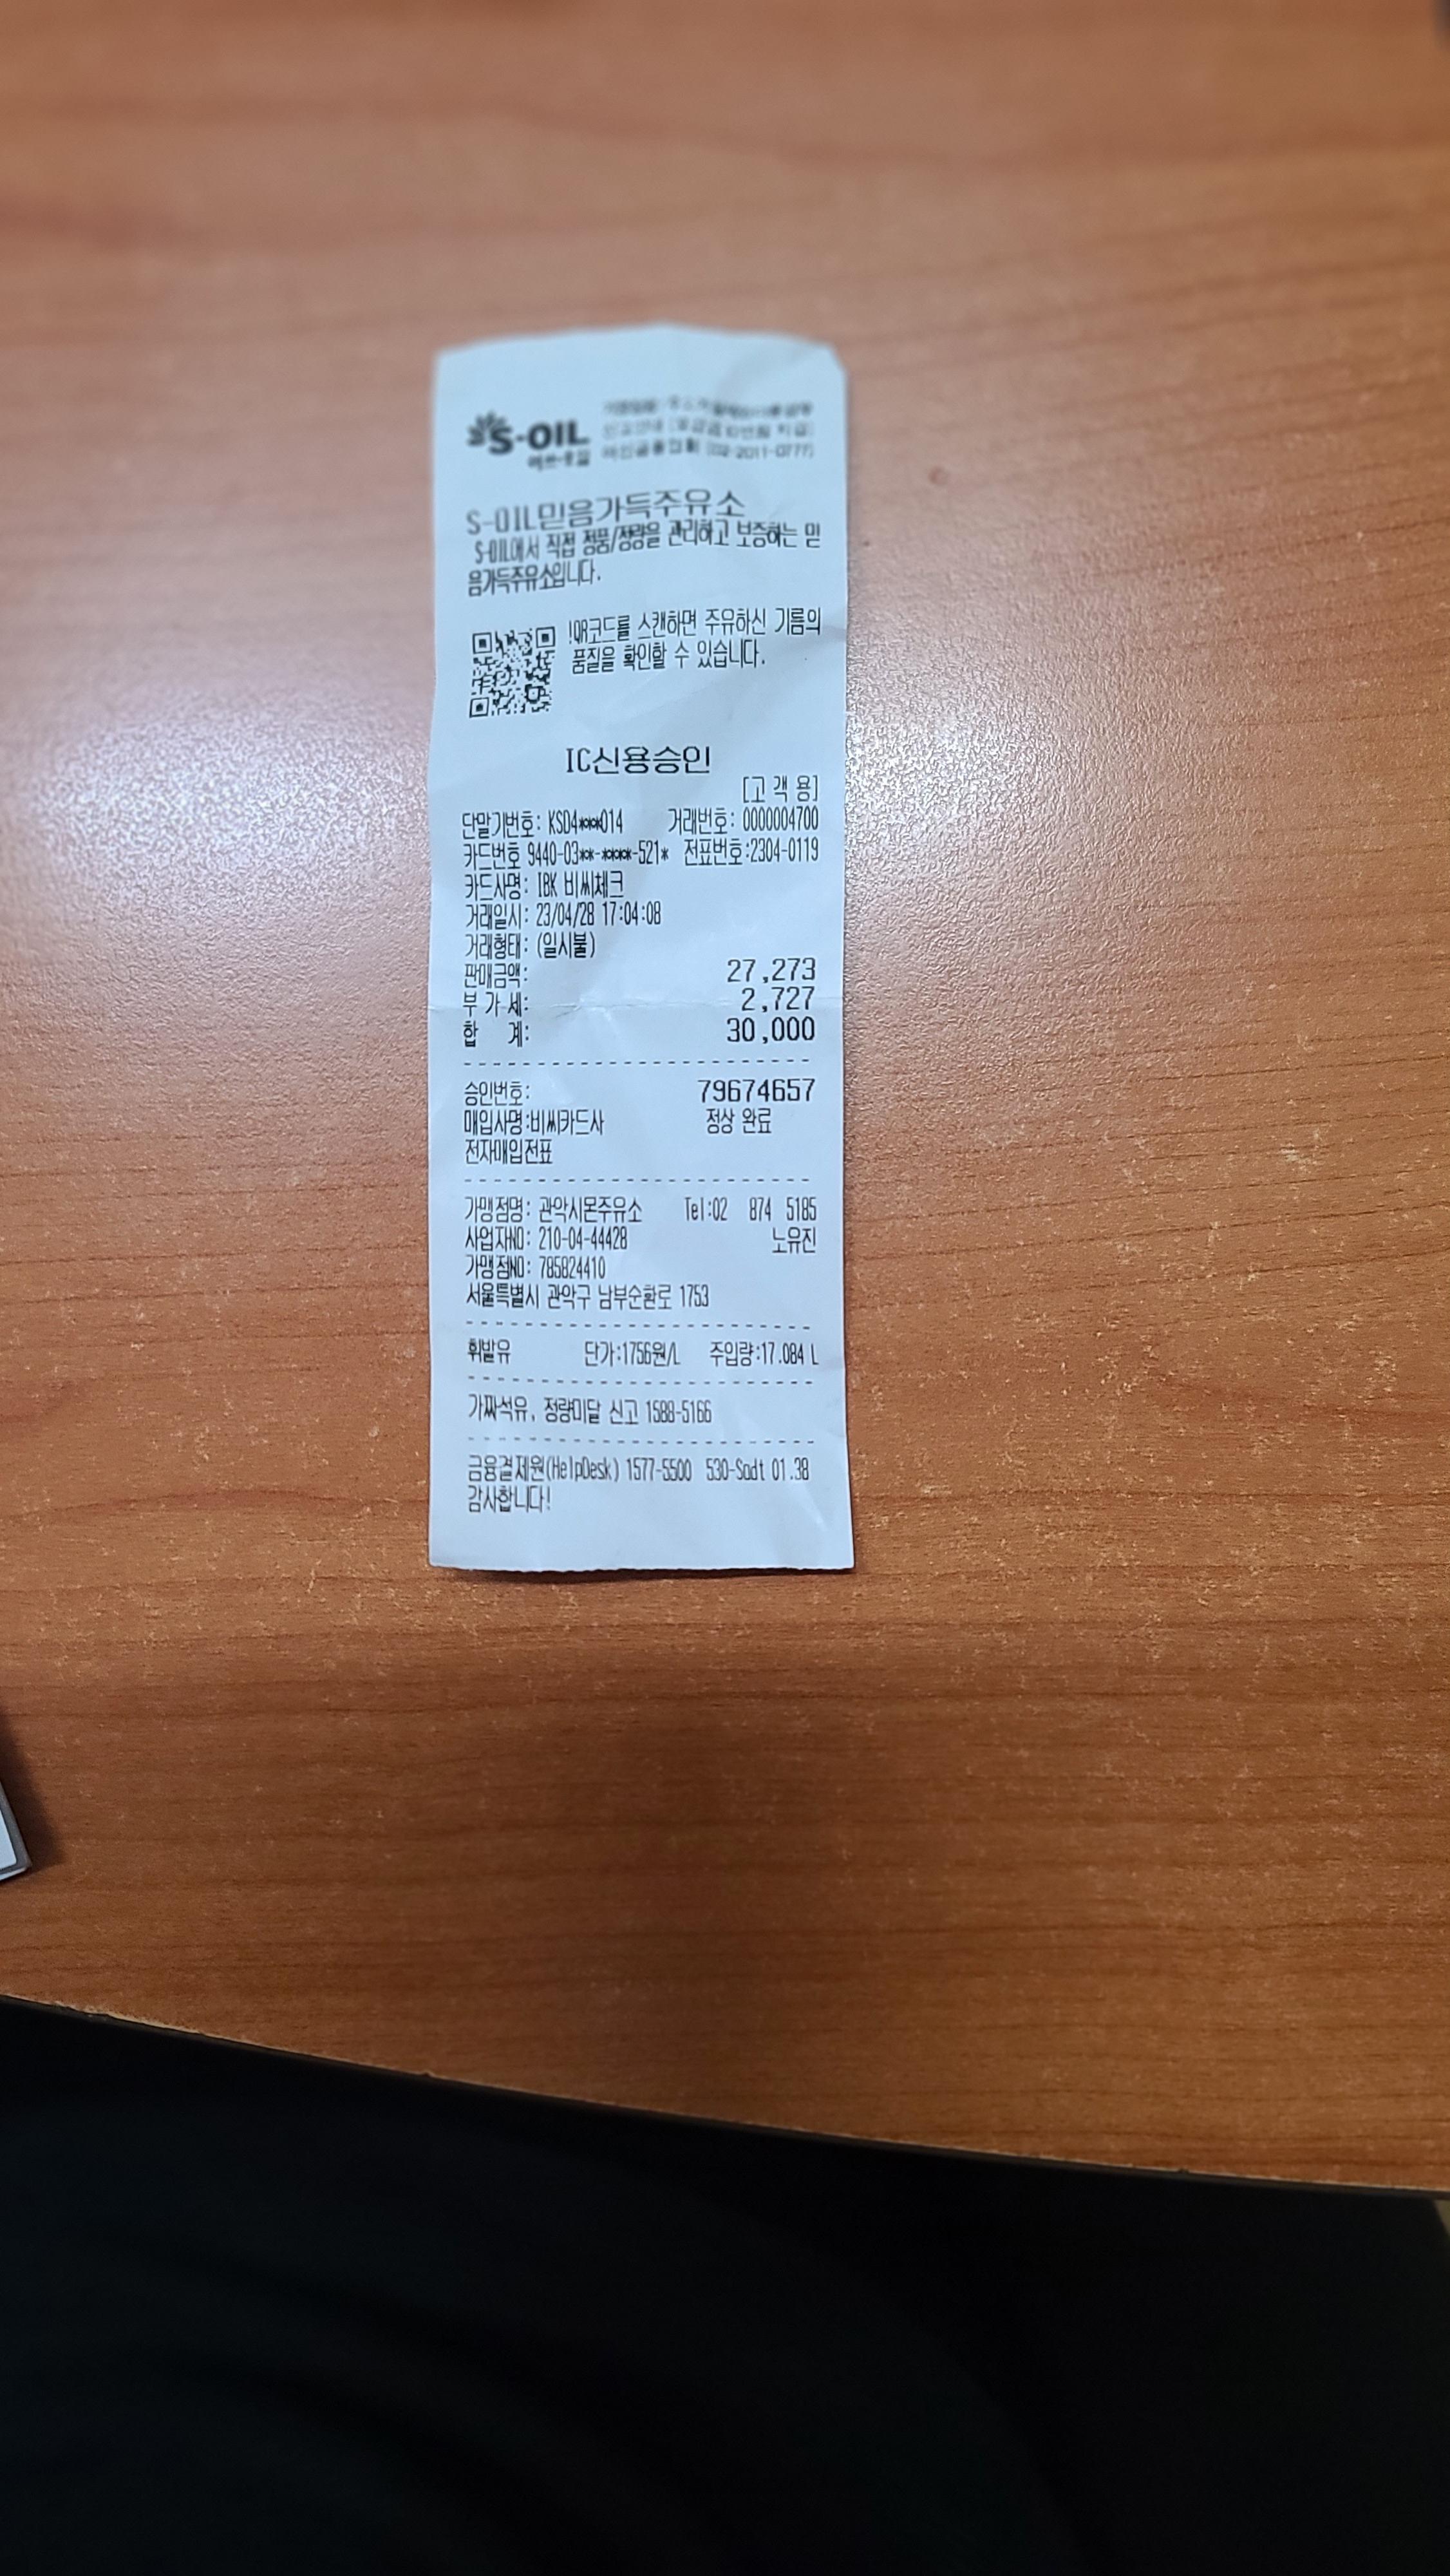 S-OIL
에쓰-오일
(02-2011-0777)
S-OIL믿음가득주유소
S-OIL에서 직접 정품/정량을 관리하고 보증하는 믿
음가득주유소입니다.
!QR코드를 스캔하면 주유하신 기름의
품질을 확인할 수 있습니다.
IC신용승인
[고 객 용]
단말기번호: KSD4***014 거래번호: 0000004700
카드번호 9440-03**-****-521* 전표번호:2304-0119
카드사명: IBK 비씨체크
거래일시: 23/04/28 17:04:08
거래형태: (일시불)
판매금액: 27,273
부 가 세: 2,727
합 계: 30,000
승인번호: 79674657
매입사명:비씨카드사 정상 완료
전자매입전표
가맹점명: 관악시몬주유소 Tel:02 874 5185
사업자NO: 210-04-44428 노유진
가맹점NO: 785824410
서울특별시 관악구 남부순환로 1753
휘발유 단가:1756원/L 주입량:17.084 L
가짜석유, 정량미달 신고 1588-5166
금융결제원(HelpDesk) 1577-5500 530-Sodt 01.38
감사합니다!